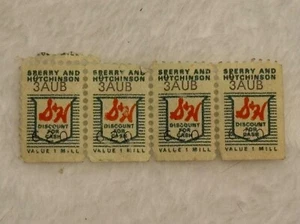 SPERRY AND
HUTCHINSON
3AUB
S&H
DISCOUNT
FOR
CASH
VALUE 1 MILL
SPERRY AND
HUTCHINSON
3AUB
S&H
DISCOUNT
FOR
CASH
VALUE 1 MILL
SPERRY AND
HUTCHINSON
3AUB
S&H
DISCOUNT
FOR
CASH
VALUE 1 MILL
SPERRY AND
HUTCHINSON
3AUB
S&H
DISCOUNT
FOR
CASH
VALUE 1 MILL